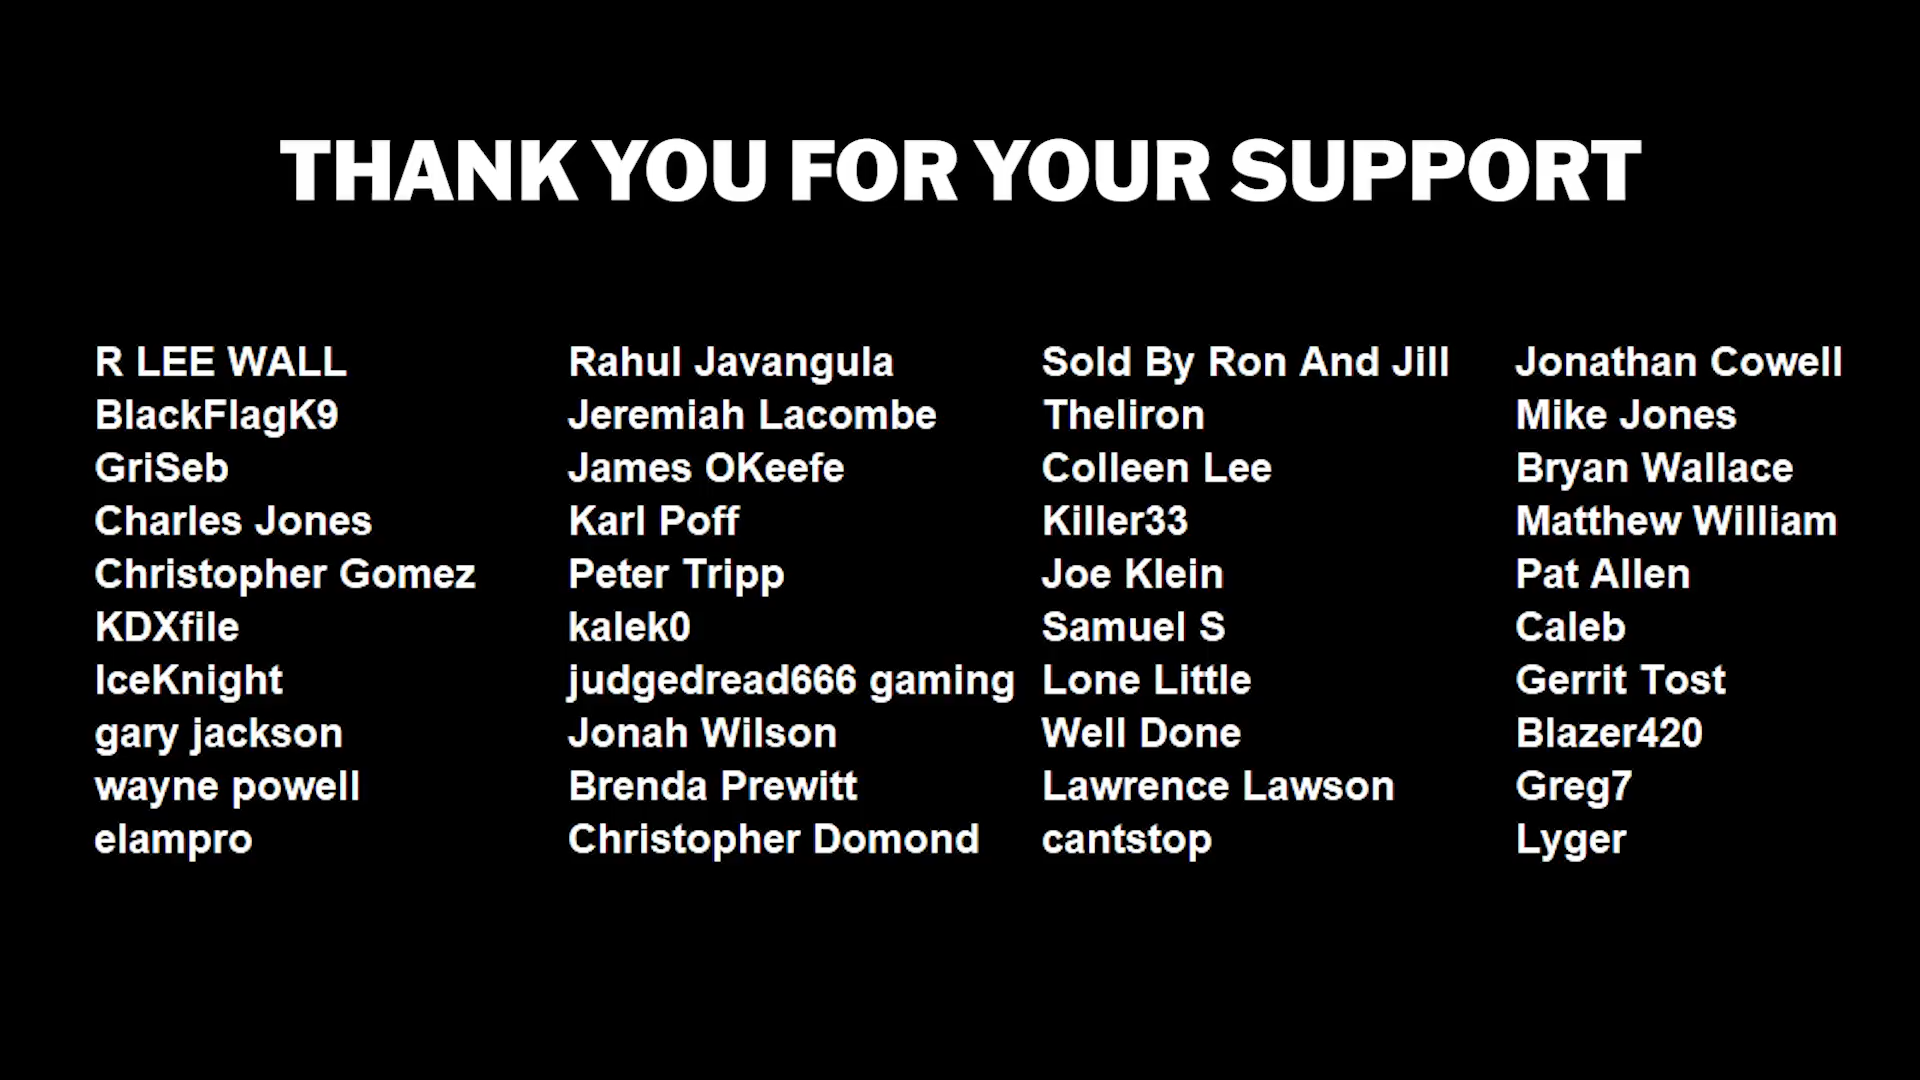 THANK YOU FOR YOUR SUPPORT
R LEE WALL
BlackFlagK9
GriSeb
Charles Jones
Christopher Gomez
KDXfile
IceKnight
gary jackson
wayne powell
elampro
Rahul Javangula
Jeremiah Lacombe
James OKeefe
Karl Poff
Peter Tripp
kalek0
judgedread666 gaming
Jonah Wilson
Brenda Prewitt
Christopher Domond
Sold By Ron And Jill
Theliron
Colleen Lee
Killer33
Joe Klein
Samuel S
Lone Little
Well Done
Lawrence Lawson
cantstop
Jonathan Cowell
Mike Jones
Bryan Wallace
Matthew William
Pat Allen
Caleb
Gerrit Tost
Blazer420
Greg7
Lyger